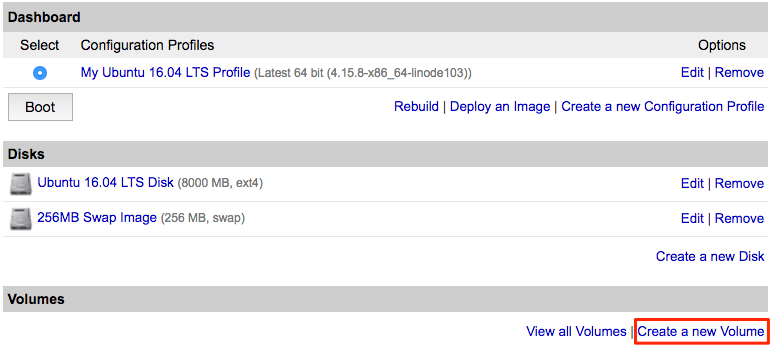 Dashboard
Select Configuration Profiles Options
My Ubuntu 16.04 LTS Profile (Latest 64 bit (4.15.8-x86_64-linode103)) Edit | Remove
Boot Rebuild | Deploy an Image | Create a new Configuration Profile
Disks
Ubuntu 16.04 LTS Disk (8000 MB, ext4) Edit | Remove
256MB Swap Image (256 MB, swap) Edit | Remove
Create a new Disk
Volumes
View all Volumes | Create a new Volume